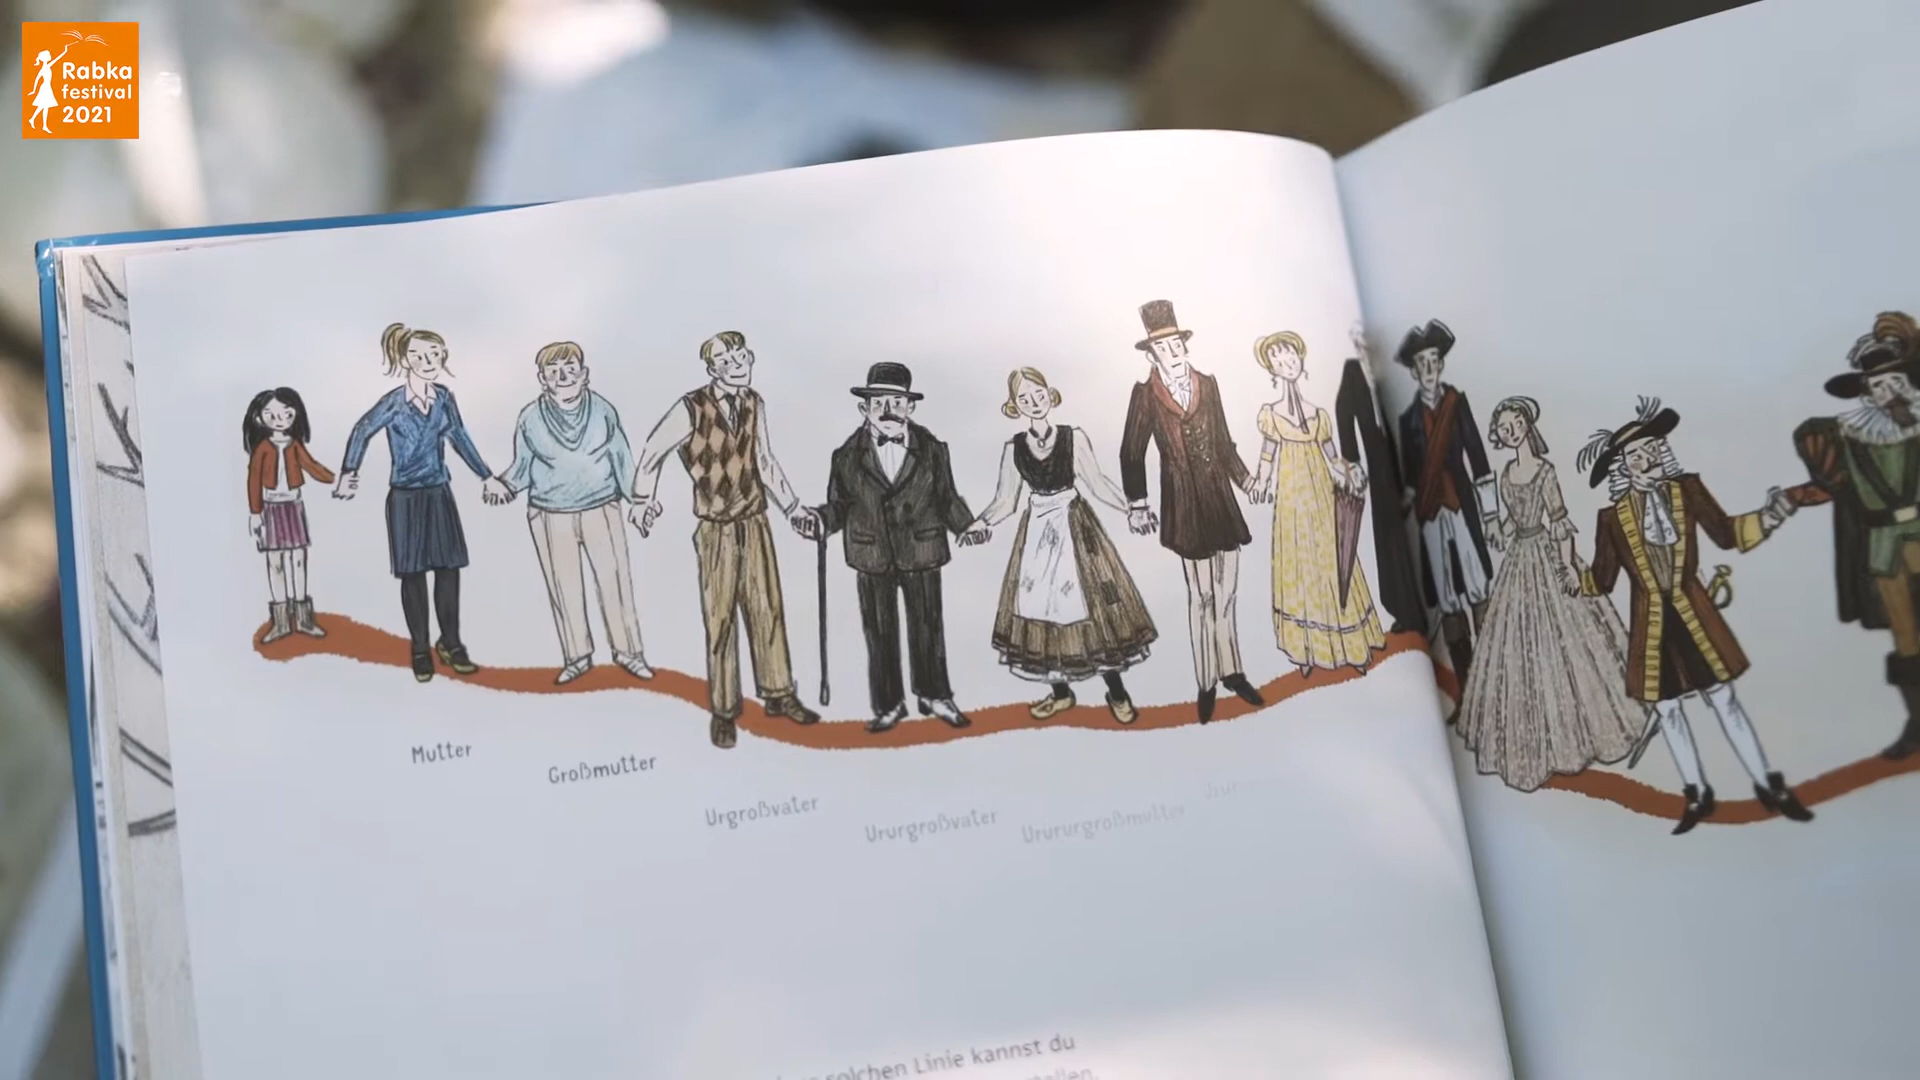 Rabka
festival
2021
Mutter
Großmutter
Urgroßvater
Ururgroßvater
Urururgroßmutter
solchen Linie kannst du